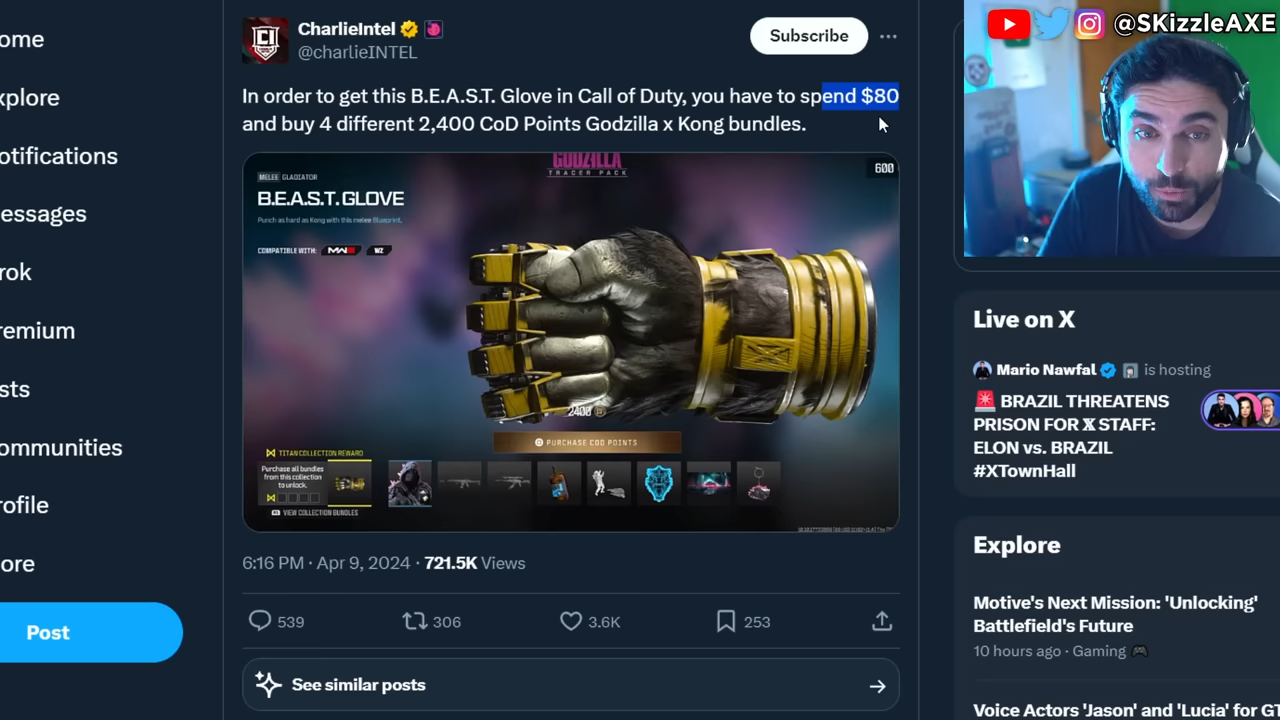 @SKizzleAXE
ome
xplore
otifications
essages
rok
remium
sts
ommunities
rofile
ore
Post
CharlieIntel
@charlieINTEL
Subscribe
In order to get this B.E.A.S.T. Glove in Call of Duty, you have to spend $80
and buy 4 different 2,400 CoD Points Godzilla x Kong bundles.
GODZILLA
TRACER PACK
600
MELEE GLADIATOR
B.E.A.S.T. GLOVE
Punch as hard as Kong with this melee Blueprint.
COMPATIBLE WITH: MWIII WZ
2400
PURCHASE COD POINTS
TITAN COLLECTION REWARD
Purchase all bundles
from this collection
to unlock.
VIEW COLLECTION BUNDLES
6:16 PM · Apr 9, 2024 · 721.5K Views
539 306 3.6K 253
See similar posts
Live on X
Mario Nawfal is hosting
🚨 BRAZIL THREATENS
PRISON FOR 𝕏 STAFF:
ELON vs. BRAZIL
#XTownHall
Explore
Motive's Next Mission: 'Unlocking'
Battlefield's Future
10 hours ago · Gaming 🎮
Voice Actors 'Jason' and 'Lucia' for GT